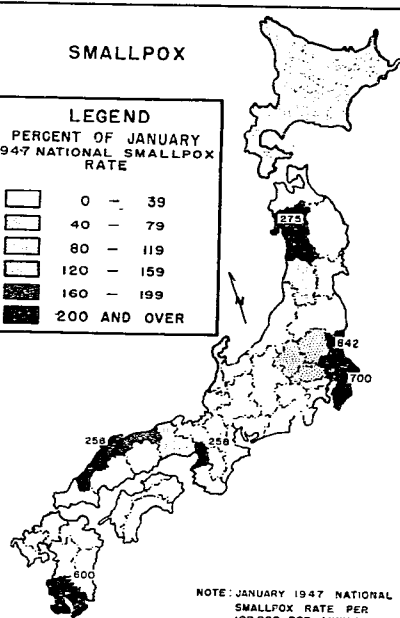 SMALLPOX
LEGEND
PERCENT OF JANUARY
947 NATIONAL SMALLPOX
RATE
0 - 39
40 - 79
80 - 119
120 - 159
160 - 199
200 AND OVER
275
842
700
258
258
600
NOTE: JANUARY 1947 NATIONAL
SMALLPOX RATE PER